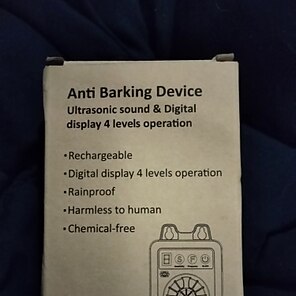 Anti Barking Device
Ultrasonic sound & Digital
display 4 levels operation
•Rechargeable
•Digital display 4 levels operation
•Rainproof
•Harmless to human
•Chemical-free